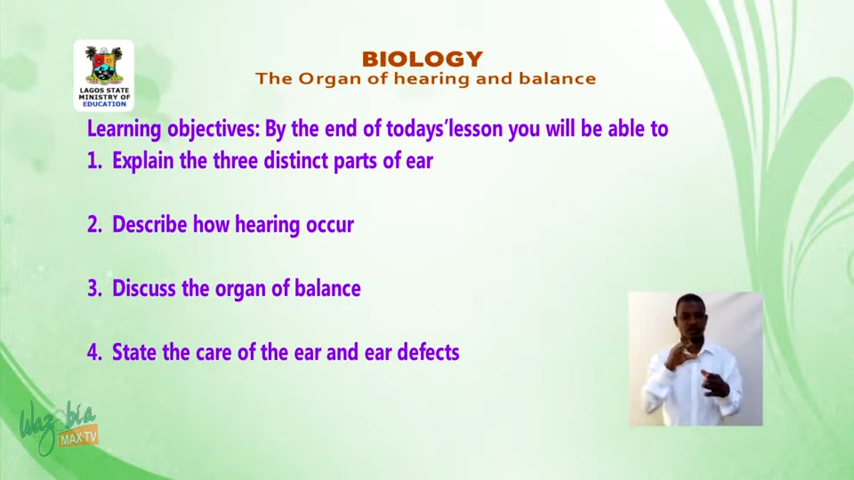 LAGOS STATE
MINISTRY OF
EDUCATION
BIOLOGY
The Organ of hearing and balance
Learning objectives: By the end of todays'lesson you will be able to
1. Explain the three distinct parts of ear
2. Describe how hearing occur
3. Discuss the organ of balance
4. State the care of the ear and ear defects
Wazobia
MAX TV